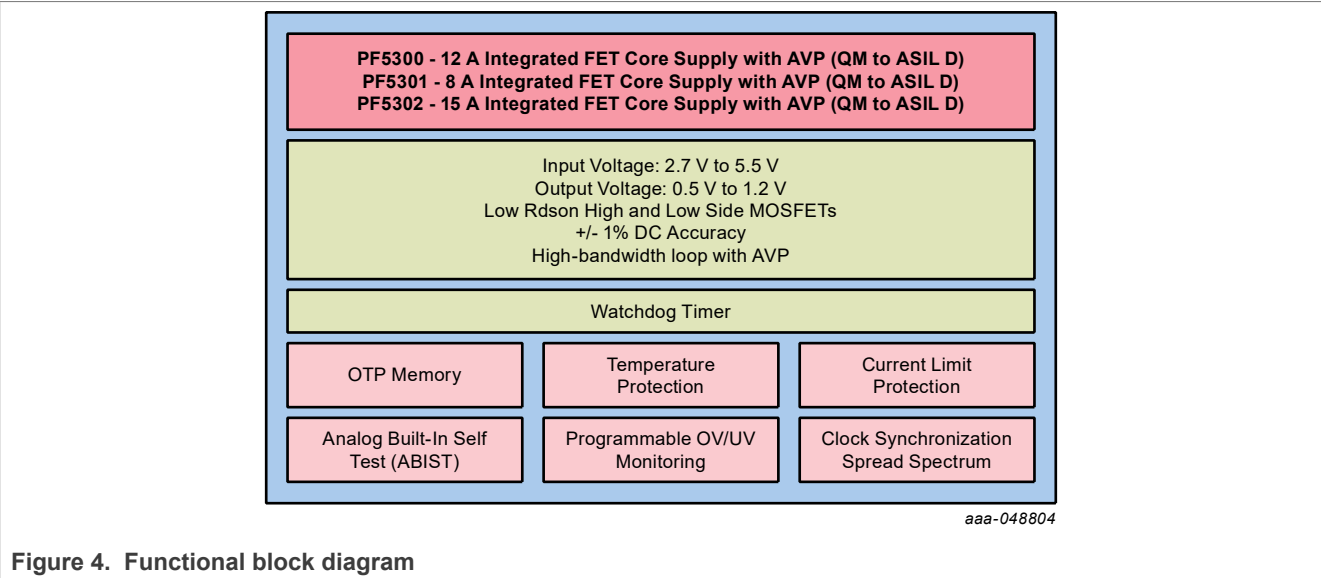 PF5300 - 12 A Integrated FET Core Supply with AVP (QM to ASIL D)
PF5301 - 8 A Integrated FET Core Supply with AVP (QM to ASIL D)
PF5302 - 15 A Integrated FET Core Supply with AVP (QM to ASIL D)
Input Voltage: 2.7 V to 5.5 V
Output Voltage: 0.5 V to 1.2 V
Low Rdson High and Low Side MOSFETs
+/- 1% DC Accuracy
High-bandwidth loop with AVP
Watchdog Timer
OTP Memory
Temperature
Protection
Current Limit
Protection
Analog Built-In Self
Test (ABIST)
Programmable OV/UV
Monitoring
Clock Synchronization
Spread Spectrum
aaa-048804
Figure 4. Functional block diagram